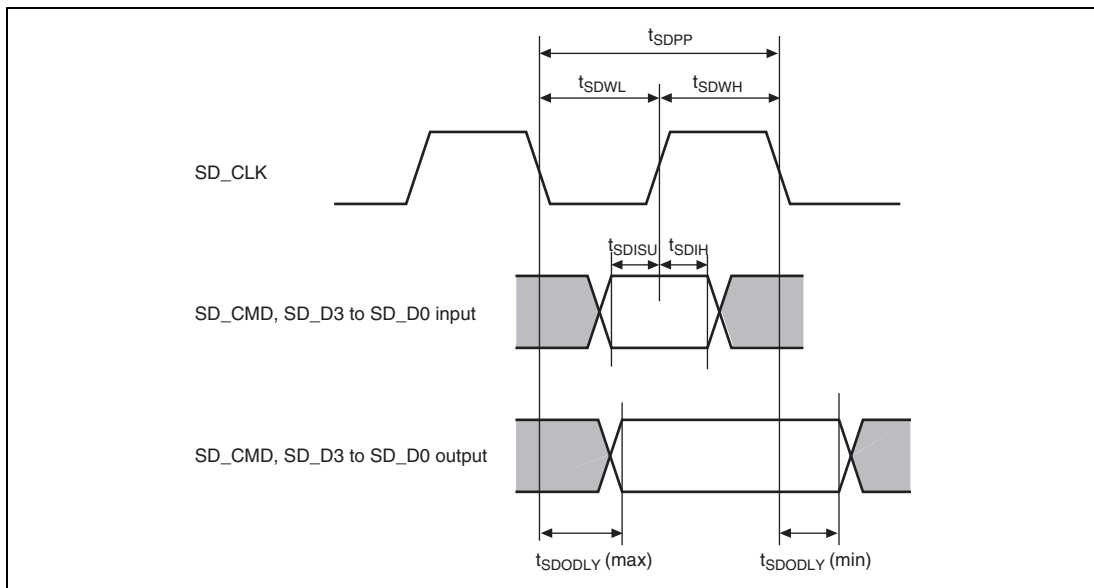 tSDPP
tSDWL tSDWH
SD_CLK
tSDISU tSDIH
SD_CMD, SD_D3 to SD_D0 input
SD_CMD, SD_D3 to SD_D0 output
tSDODLY (max) tSDODLY (min)